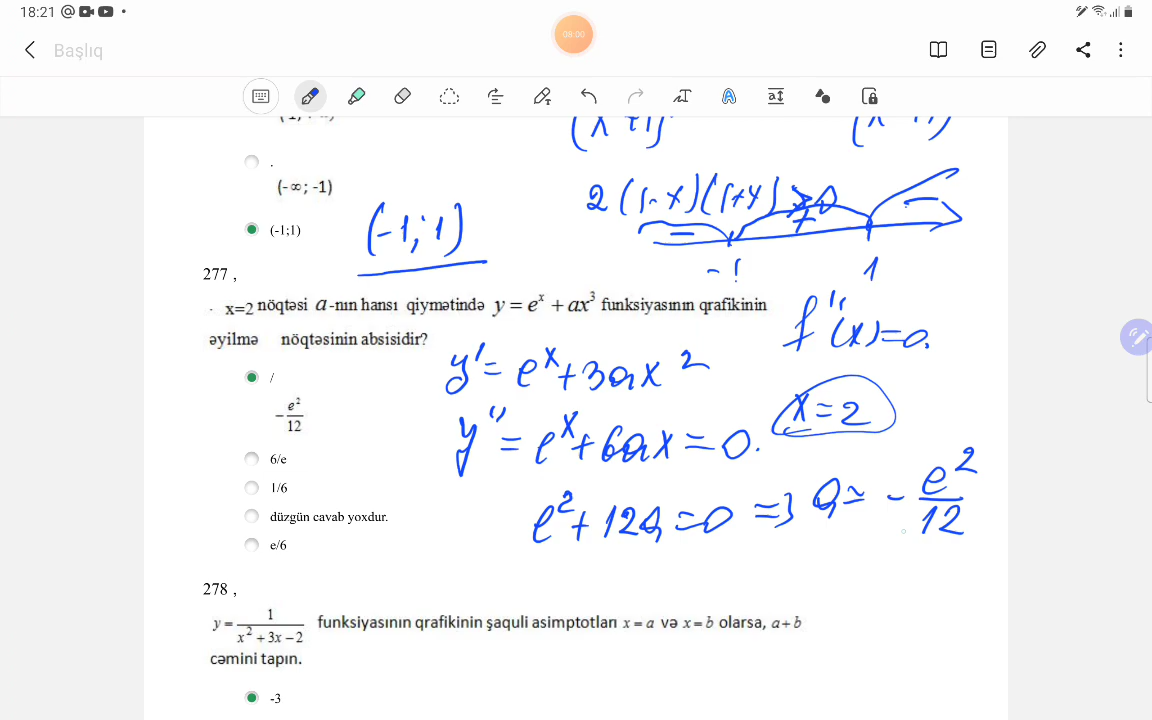 18:21
08:00
Başlıq
.
(-∞; -1)
(-1;1)
(-1; 1)
2(1-x)(1+x)
-1
1
277 ,
. x=2 nöqtəsi a -nın hansı qiymətində y = e^x + ax^3 funksiyasının qrafikinin
əyilmə nöqtəsinin absisidir?
f''(x)=0.
/
-e^2/12
y' = e^x+3ax^2
y'' = e^x+6ax=0.
x=2
e^2+12a=0 => a = -e^2/12
6/e
1/6
düzgün cavab yoxdur.
e/6
278 ,
y = 1/(x^2 + 3x - 2) funksiyasının qrafikinin şaquli asimptotları x = a və x = b olarsa, a + b
cəmini tapın.
-3